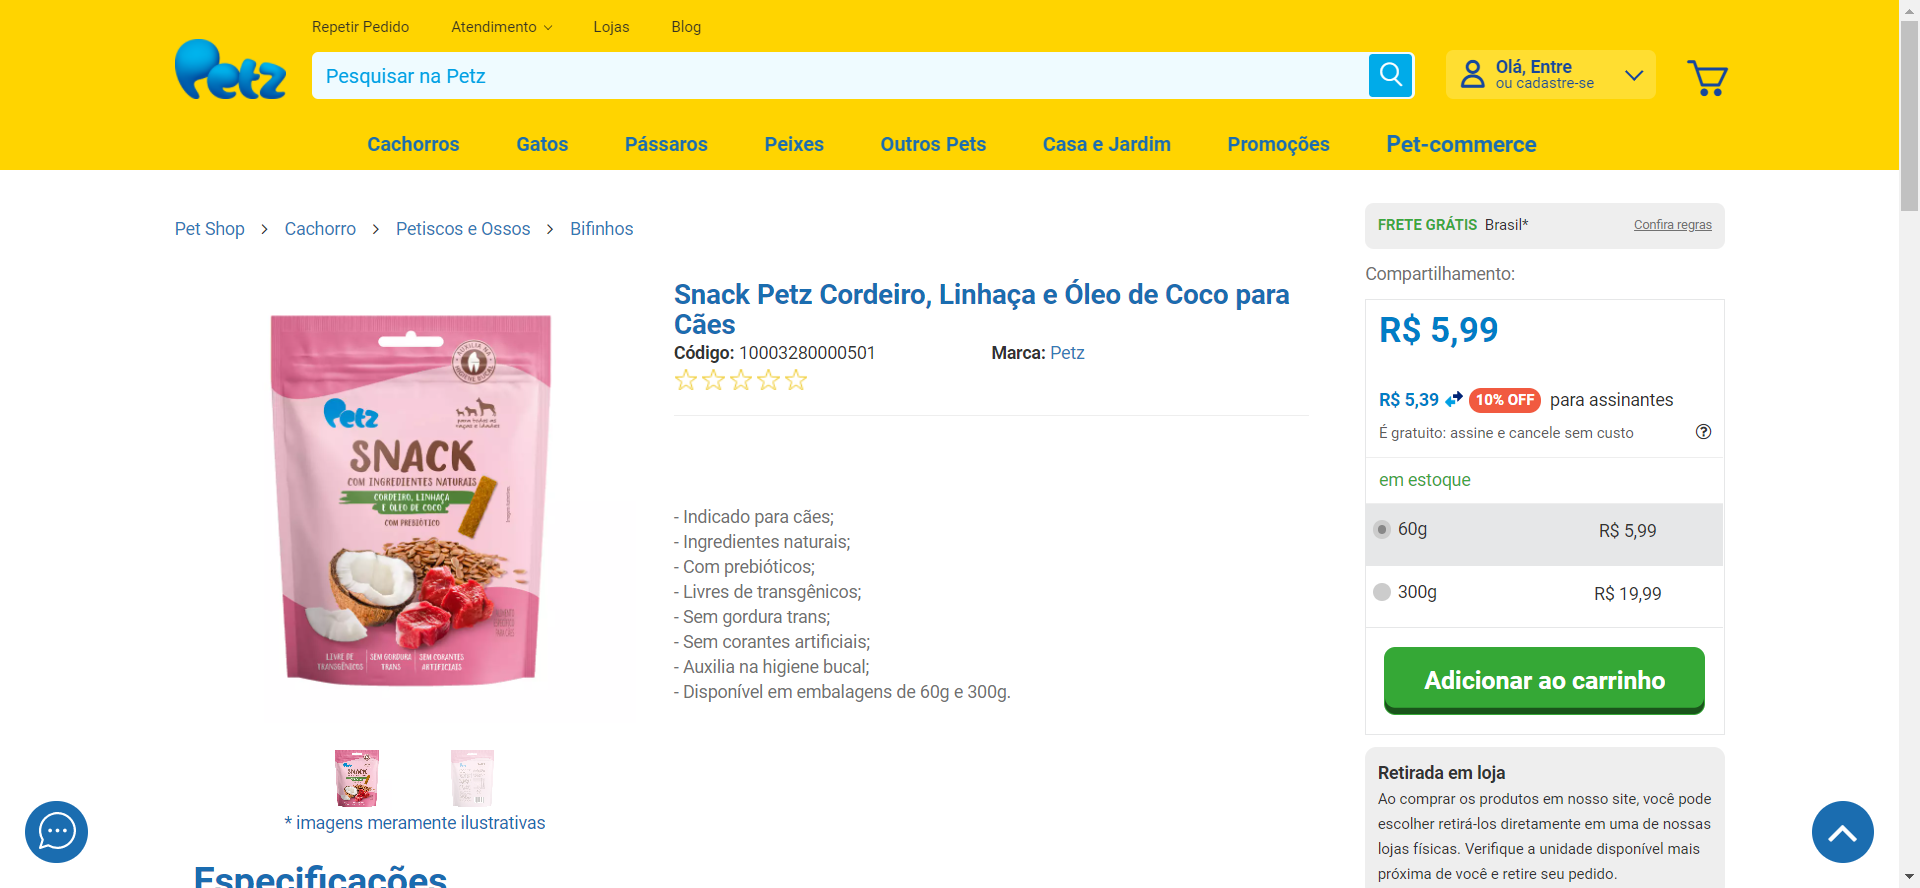 Repetir Pedido
Atendimento
Lojas
Blog
Petz
Pesquisar na Petz
Olá, Entre
ou cadastre-se
Cachorros
Gatos
Pássaros
Peixes
Outros Pets
Casa e Jardim
Promoções
Pet-commerce
Pet Shop > Cachorro > Petiscos e Ossos > Bifinhos
FRETE GRÁTIS Brasil*
Confira regras
Compartilhamento:
Snack Petz Cordeiro, Linhaça e Óleo de Coco para
Cães
Código: 10003280000501
Marca: Petz
AUXILIA NA
HIGIENE BUCAL
Petz
SNACK
COM INGREDIENTES NATURAIS
CORDEIRO, LINHAÇA
E ÓLEO DE COCO
COM PREBIÓTICO
LIVRE DE
TRANSGÊNICOS
SEM GORDURA
TRANS
SEM CORANTES
ARTIFICIAIS
- Indicado para cães;
- Ingredientes naturais;
- Com prebióticos;
- Livres de transgênicos;
- Sem gordura trans;
- Sem corantes artificiais;
- Auxilia na higiene bucal;
- Disponível em embalagens de 60g e 300g.
* imagens meramente ilustrativas
Especificações
R$ 5,99
R$ 5,39 10% OFF para assinantes
É gratuito: assine e cancele sem custo
em estoque
60g R$ 5,99
300g R$ 19,99
Adicionar ao carrinho
Retirada em loja
Ao comprar os produtos em nosso site, você pode
escolher retirá-los diretamente em uma de nossas
lojas físicas. Verifique a unidade disponível mais
próxima de você e retire seu pedido.